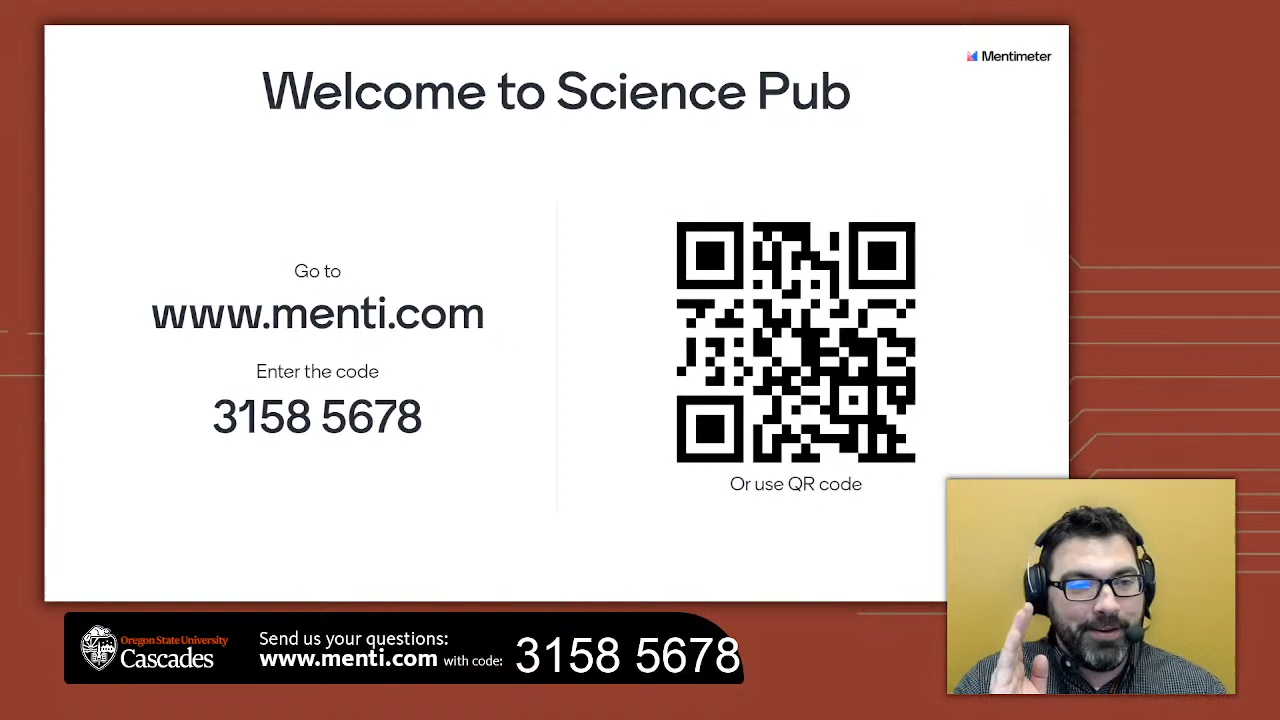 Mentimeter
Welcome to Science Pub
Go to
www.menti.com
Enter the code
3158 5678
Or use QR code
Oregon State University
Cascades
Send us your questions:
www.menti.com with code:
3158 5678